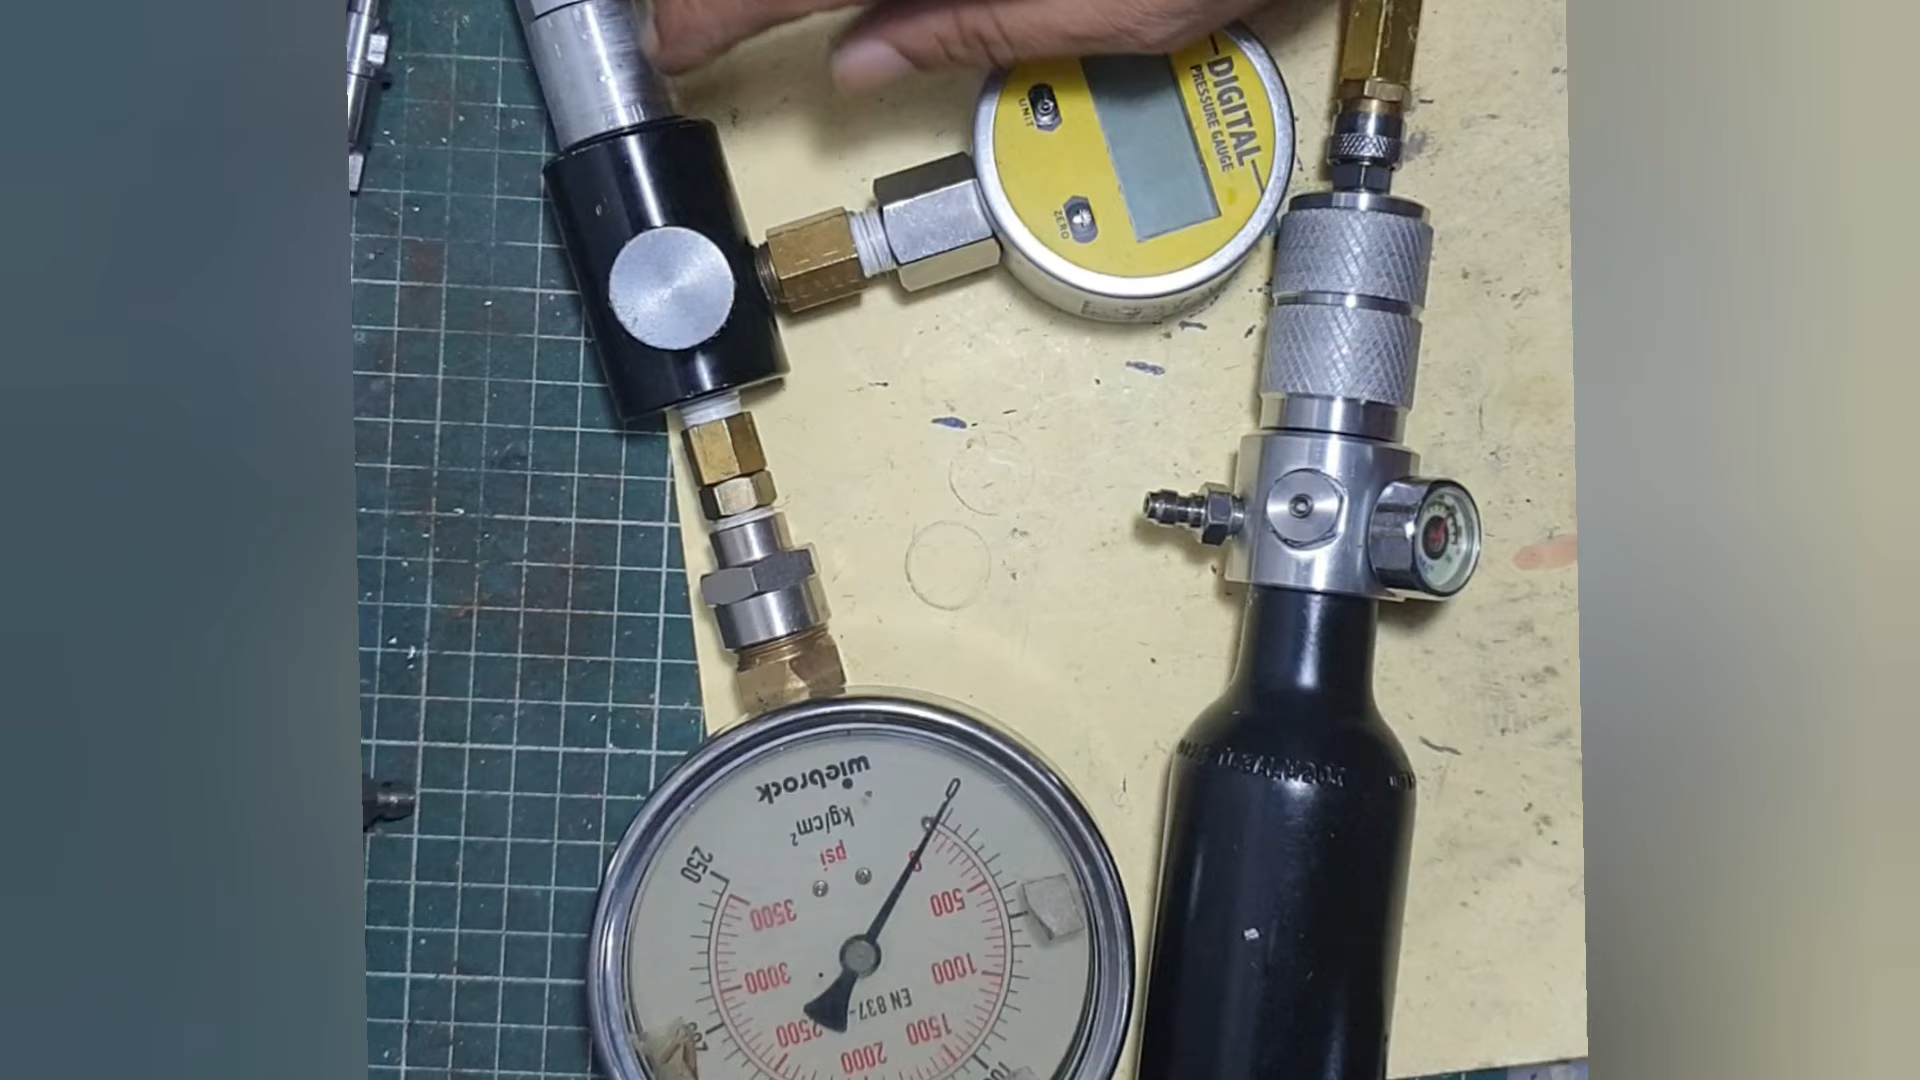 DIGITAL
PRESSURE GAUGE
UNIT
ZERO
wiebrock
kg/cm²
psi
0
0
250
500
3500
1000
3000
EN 837-
1500
2500
2000